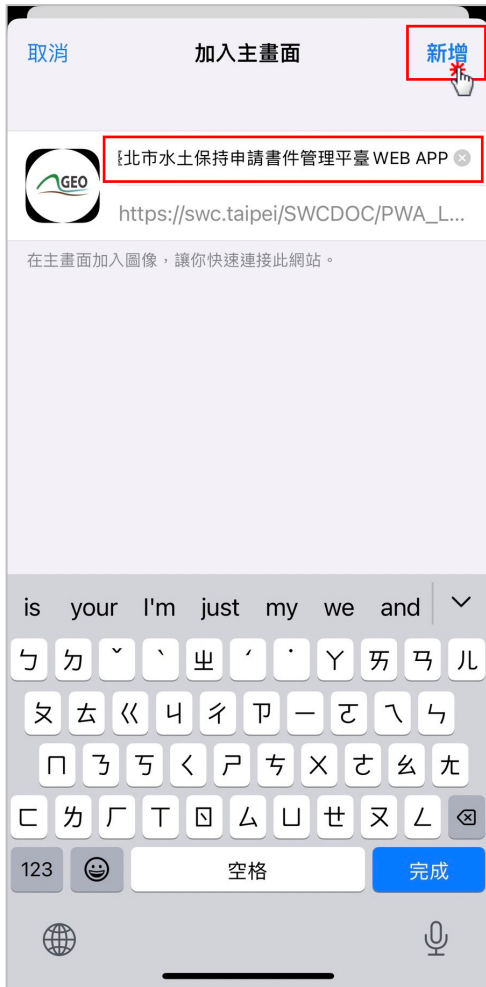 取消 加入主畫面 新增
GEO
北市水土保持申請書件管理平臺WEB APP
https://swc.taipei/SWCDOC/PWA_L...
在主畫面加入圖像，讓你快速連接此網站。
is your I'm just my we and
ㄅ ㄉ ˇ ˋ ㄓ ˊ ˙ ㄚ ㄞ ㄢ ㄦ
ㄆ ㄊ ㄍ ㄐ ㄔ ㄗ ㄧ ㄛ ㄟ ㄣ
ㄇ ㄋ ㄎ ㄑ ㄕ ㄘ ㄨ ㄜ ㄠ ㄤ
ㄈ ㄌ ㄏ ㄒ ㄖ ㄙ ㄩ ㄝ ㄡ ㄥ
123 空格 完成